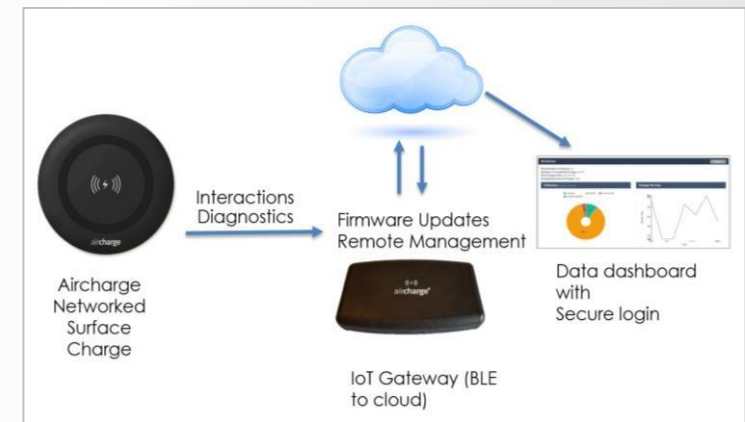 aircharge
Aircharge
Networked
Surface
Charge
Interactions
Diagnostics
Firmware Updates
Remote Management
aircharge
IoT Gateway (BLE
to cloud)
Data dashboard
with
Secure login